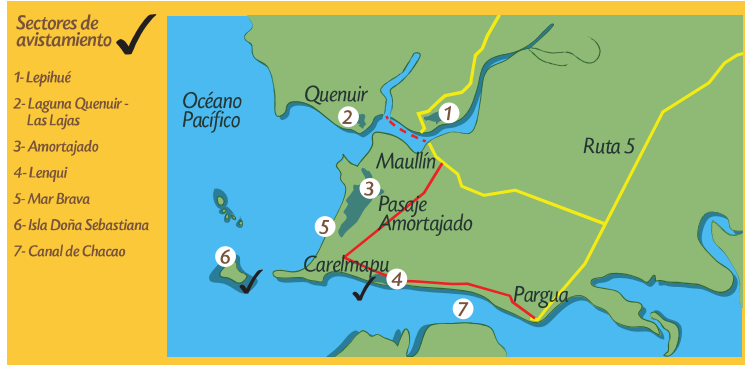 Sectores de
avistamiento
1- Lepihué
2- Laguna Quenuir -
Las Lajas
3- Amortajado
4- Lenqui
5- Mar Brava
6- Isla Doña Sebastiana
7- Canal de Chacao
Océano
Pacífico
Quenuir
2
1
Ruta 5
Maullín
3
Pasaje
Amortajado
5
6
Carelmapu
4
Pargua
7